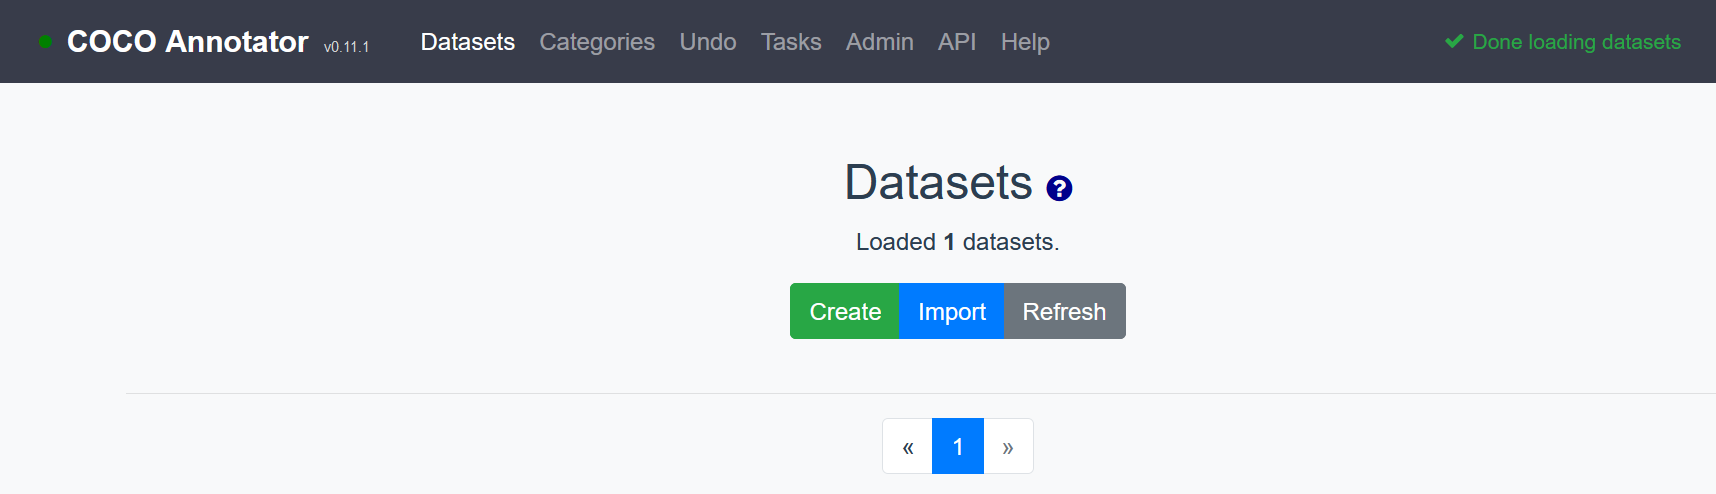 COCO Annotator v0.11.1 Datasets Categories Undo Tasks Admin API Help Done loading datasets
Datasets ?
Loaded 1 datasets.
Create Import Refresh
« 1 »